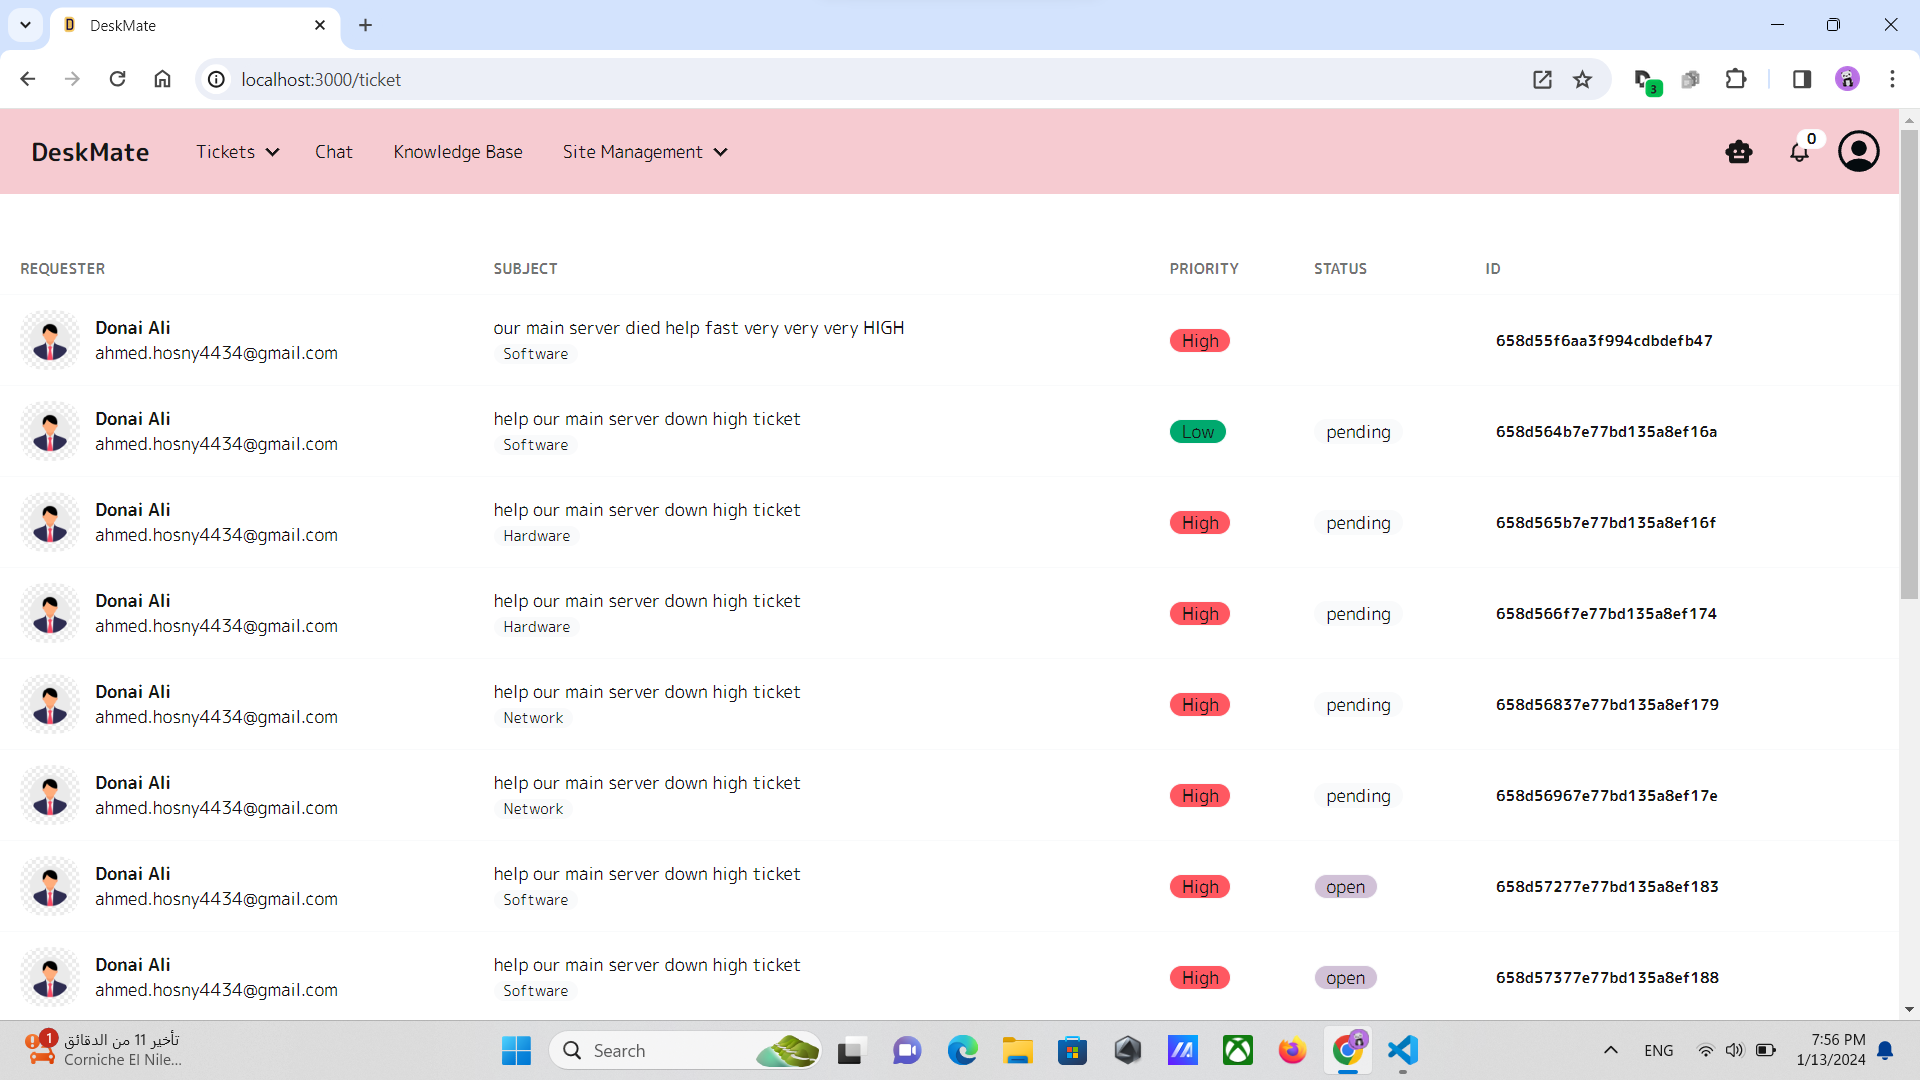 DeskMate
localhost:3000/ticket
3
DeskMate Tickets Chat Knowledge Base Site Management 0
REQUESTER SUBJECT PRIORITY STATUS ID
Donai Ali
ahmed.hosny4434@gmail.com
our main server died help fast very very very HIGH
Software
High
658d55f6aa3f994cdbdefb47
Donai Ali
ahmed.hosny4434@gmail.com
help our main server down high ticket
Software
Low
pending
658d564b7e77bd135a8ef16a
Donai Ali
ahmed.hosny4434@gmail.com
help our main server down high ticket
Hardware
High
pending
658d565b7e77bd135a8ef16f
Donai Ali
ahmed.hosny4434@gmail.com
help our main server down high ticket
Hardware
High
pending
658d566f7e77bd135a8ef174
Donai Ali
ahmed.hosny4434@gmail.com
help our main server down high ticket
Network
High
pending
658d56837e77bd135a8ef179
Donai Ali
ahmed.hosny4434@gmail.com
help our main server down high ticket
Network
High
pending
658d56967e77bd135a8ef17e
Donai Ali
ahmed.hosny4434@gmail.com
help our main server down high ticket
Software
High
open
658d57277e77bd135a8ef183
Donai Ali
ahmed.hosny4434@gmail.com
help our main server down high ticket
Software
High
open
658d57377e77bd135a8ef188
1
تأخير 11 من الدقائق
Corniche El Nile...
Search
ENG
7:56 PM
1/13/2024